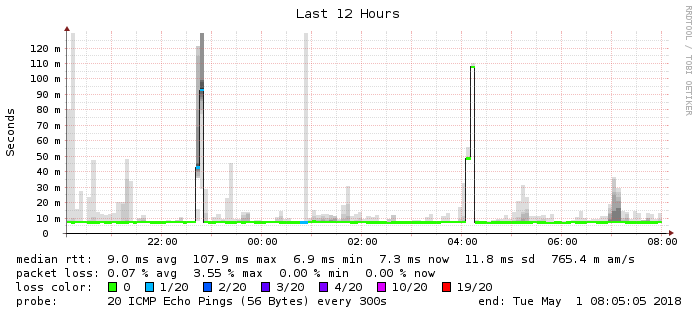 Last 12 Hours
RRDTOOL / TOBI OETIKER
Seconds
120 m
110 m
100 m
90 m
80 m
70 m
60 m
50 m
40 m
30 m
20 m
10 m
0
22:00 00:00 02:00 04:00 06:00 08:00
median rtt: 9.0 ms avg 107.9 ms max 6.9 ms min 7.3 ms now 11.8 ms sd 765.4 m am/s
packet loss: 0.07 % avg 3.55 % max 0.00 % min 0.00 % now
loss color: 0 1/20 2/20 3/20 4/20 10/20 19/20
probe: 20 ICMP Echo Pings (56 Bytes) every 300s end: Tue May 1 08:05:05 2018